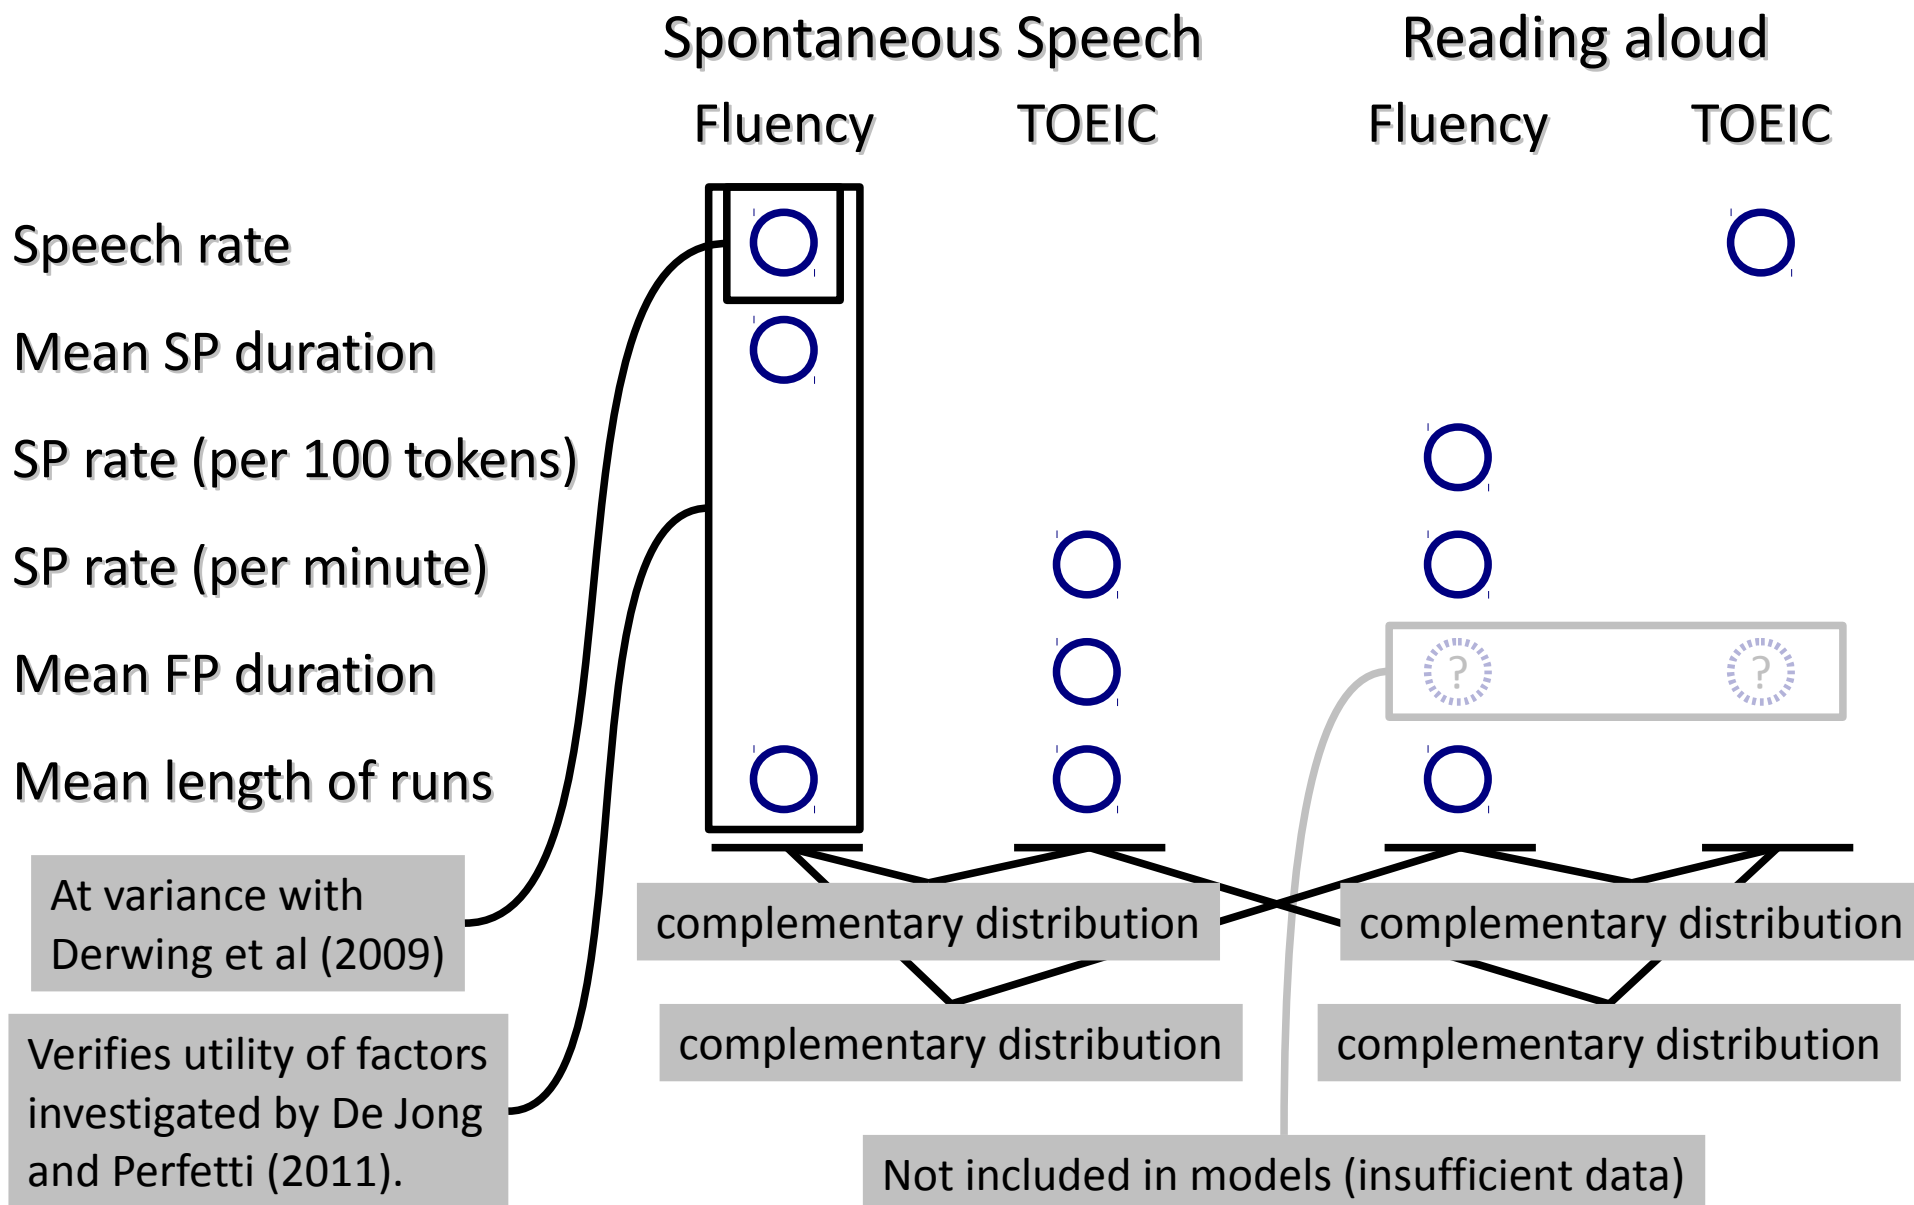 Spontaneous Speech
Reading aloud
Fluency
TOEIC
Fluency
TOEIC
Speech rate
Mean SP duration
SP rate (per 100 tokens)
SP rate (per minute)
Mean FP duration
? ?
Mean length of runs
At variance with
Derwing et al (2009)
complementary distribution
complementary distribution
Verifies utility of factors
investigated by De Jong
and Perfetti (2011).
complementary distribution
complementary distribution
Not included in models (insufficient data)